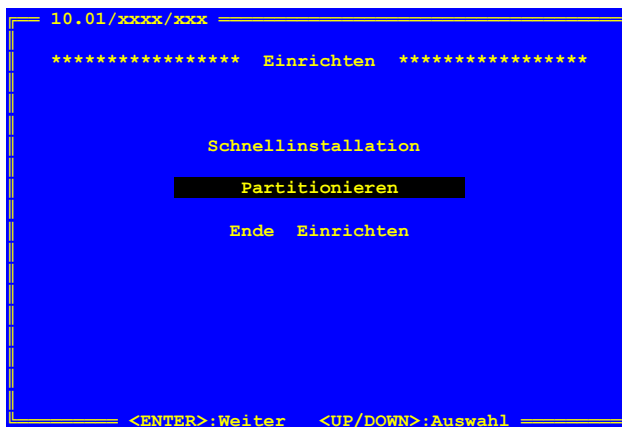 10.01/xxxx/xxx
***************** Einrichten *****************
Schnellinstallation
Partitionieren
Ende Einrichten
<ENTER>:Weiter <UP/DOWN>:Auswahl